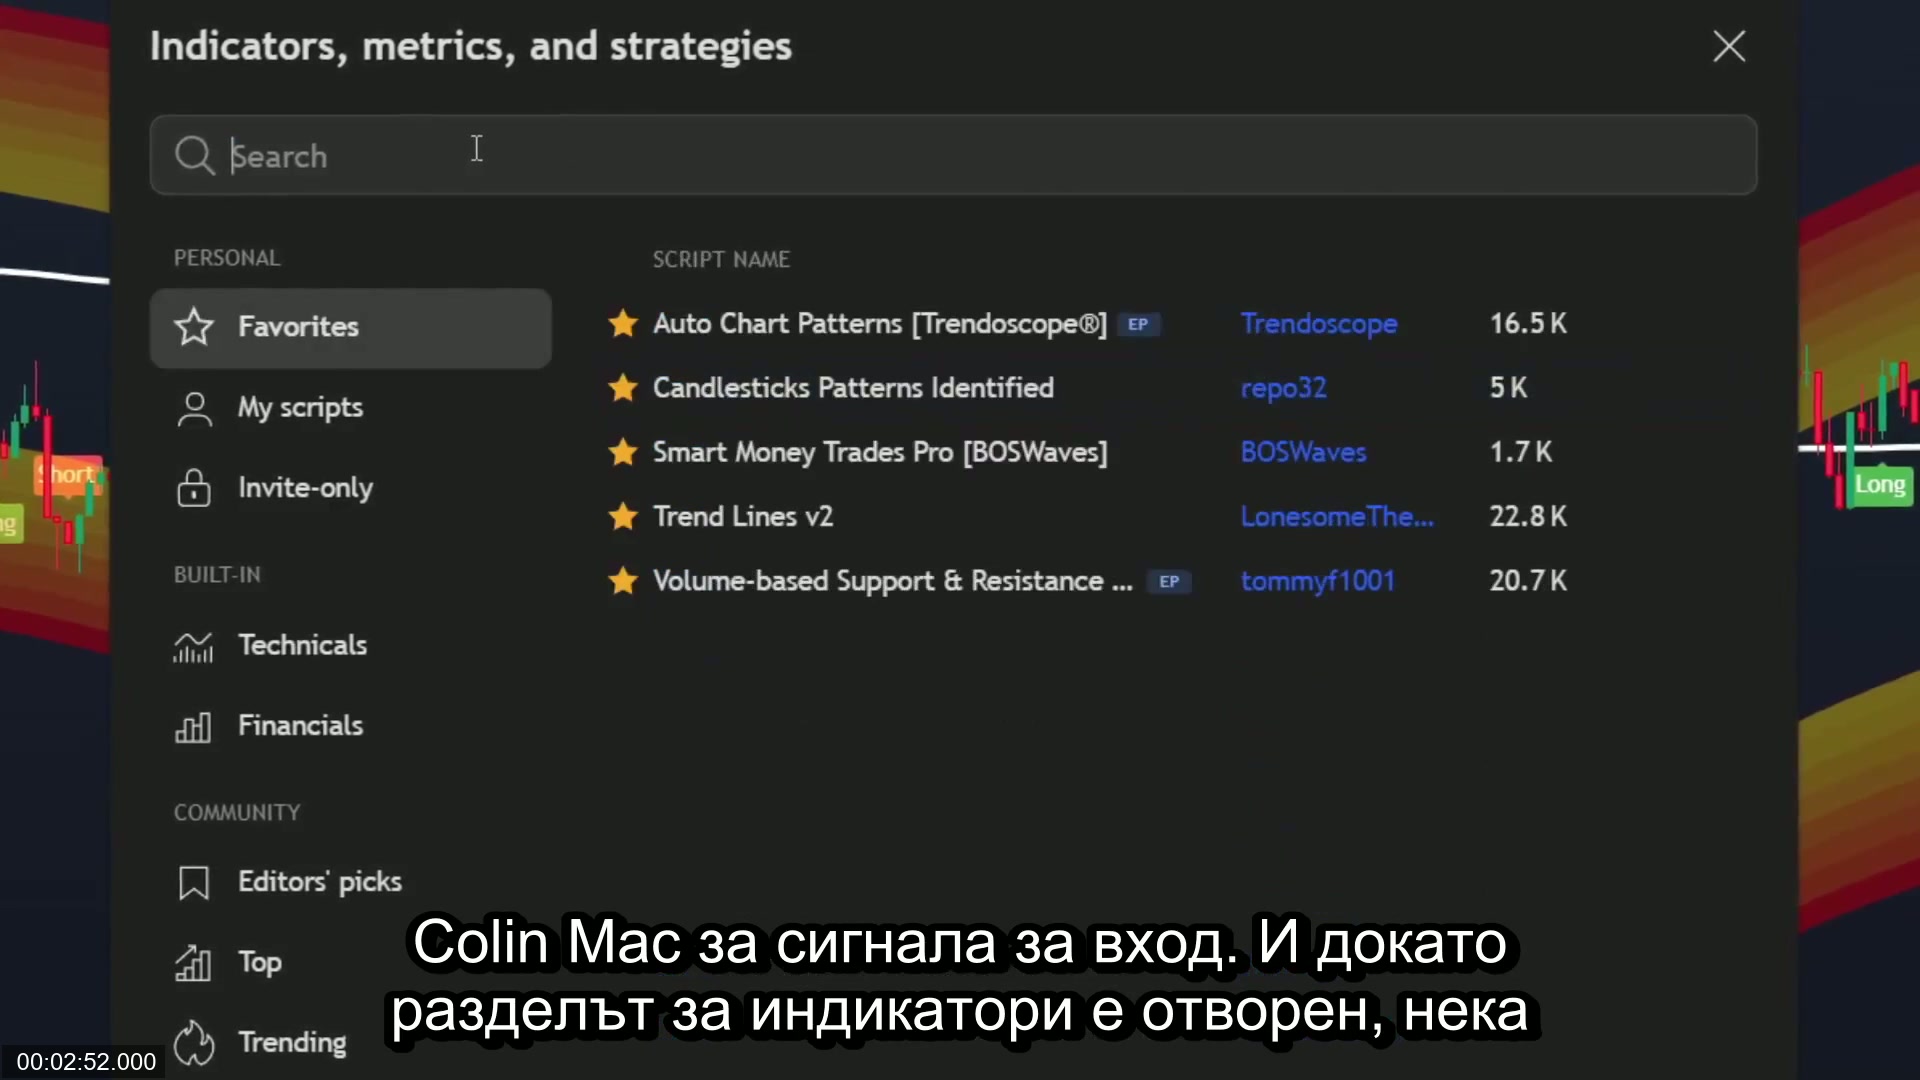 Indicators, metrics, and strategies
Search
PERSONAL
Favorites
My scripts
Invite-only
BUILT-IN
Technicals
Financials
COMMUNITY
Editors' picks
Top
Trending
SCRIPT NAME
Auto Chart Patterns [Trendoscope®] EP Trendoscope 16.5 K
Candlesticks Patterns Identified repo32 5 K
Smart Money Trades Pro [BOSWaves] BOSWaves 1.7 K
Trend Lines v2 LonesomeThe... 22.8 K
Volume-based Support & Resistance ... EP tommyf1001 20.7 K
Short
ng
Long
Colin Mac за сигнала за вход. И докато
разделът за индикатори е отворен, нека
00:02:52.000